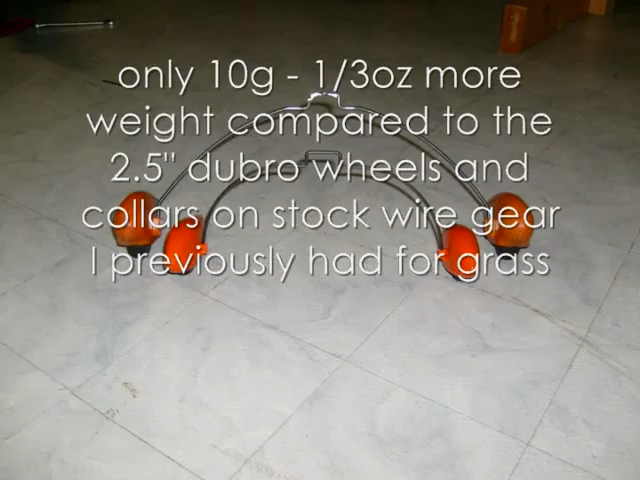 only 10g - 1/3oz more
weight compared to the
2.5" dubro wheels and
collars on stock wire gear
I previously had for grass